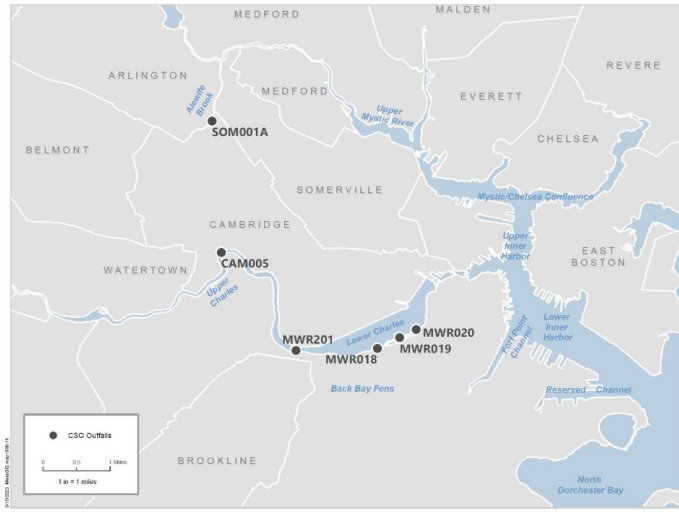 MEDFORD
MALDEN
REVERE
ARLINGTON
MEDFORD
EVERETT
Alewife
Brook
Upper
Mystic River
SOM001A
CHELSEA
BELMONT
SOMERVILLE
Mystic/Chelsea Confluence
CAMBRIDGE
Upper
Inner
Harbor
EAST
BOSTON
CAM005
WATERTOWN
Upper
Charles
Lower Charles
MWR020
MWR201
MWR019
MWR018
Fort Point
Channel
Lower
Inner
Harbor
Back Bay Fens
Reserved Channel
CSO Outfalls
0 0.5 1 Miles
1 in = 1 miles
BROOKLINE
North
Dorchester Bay